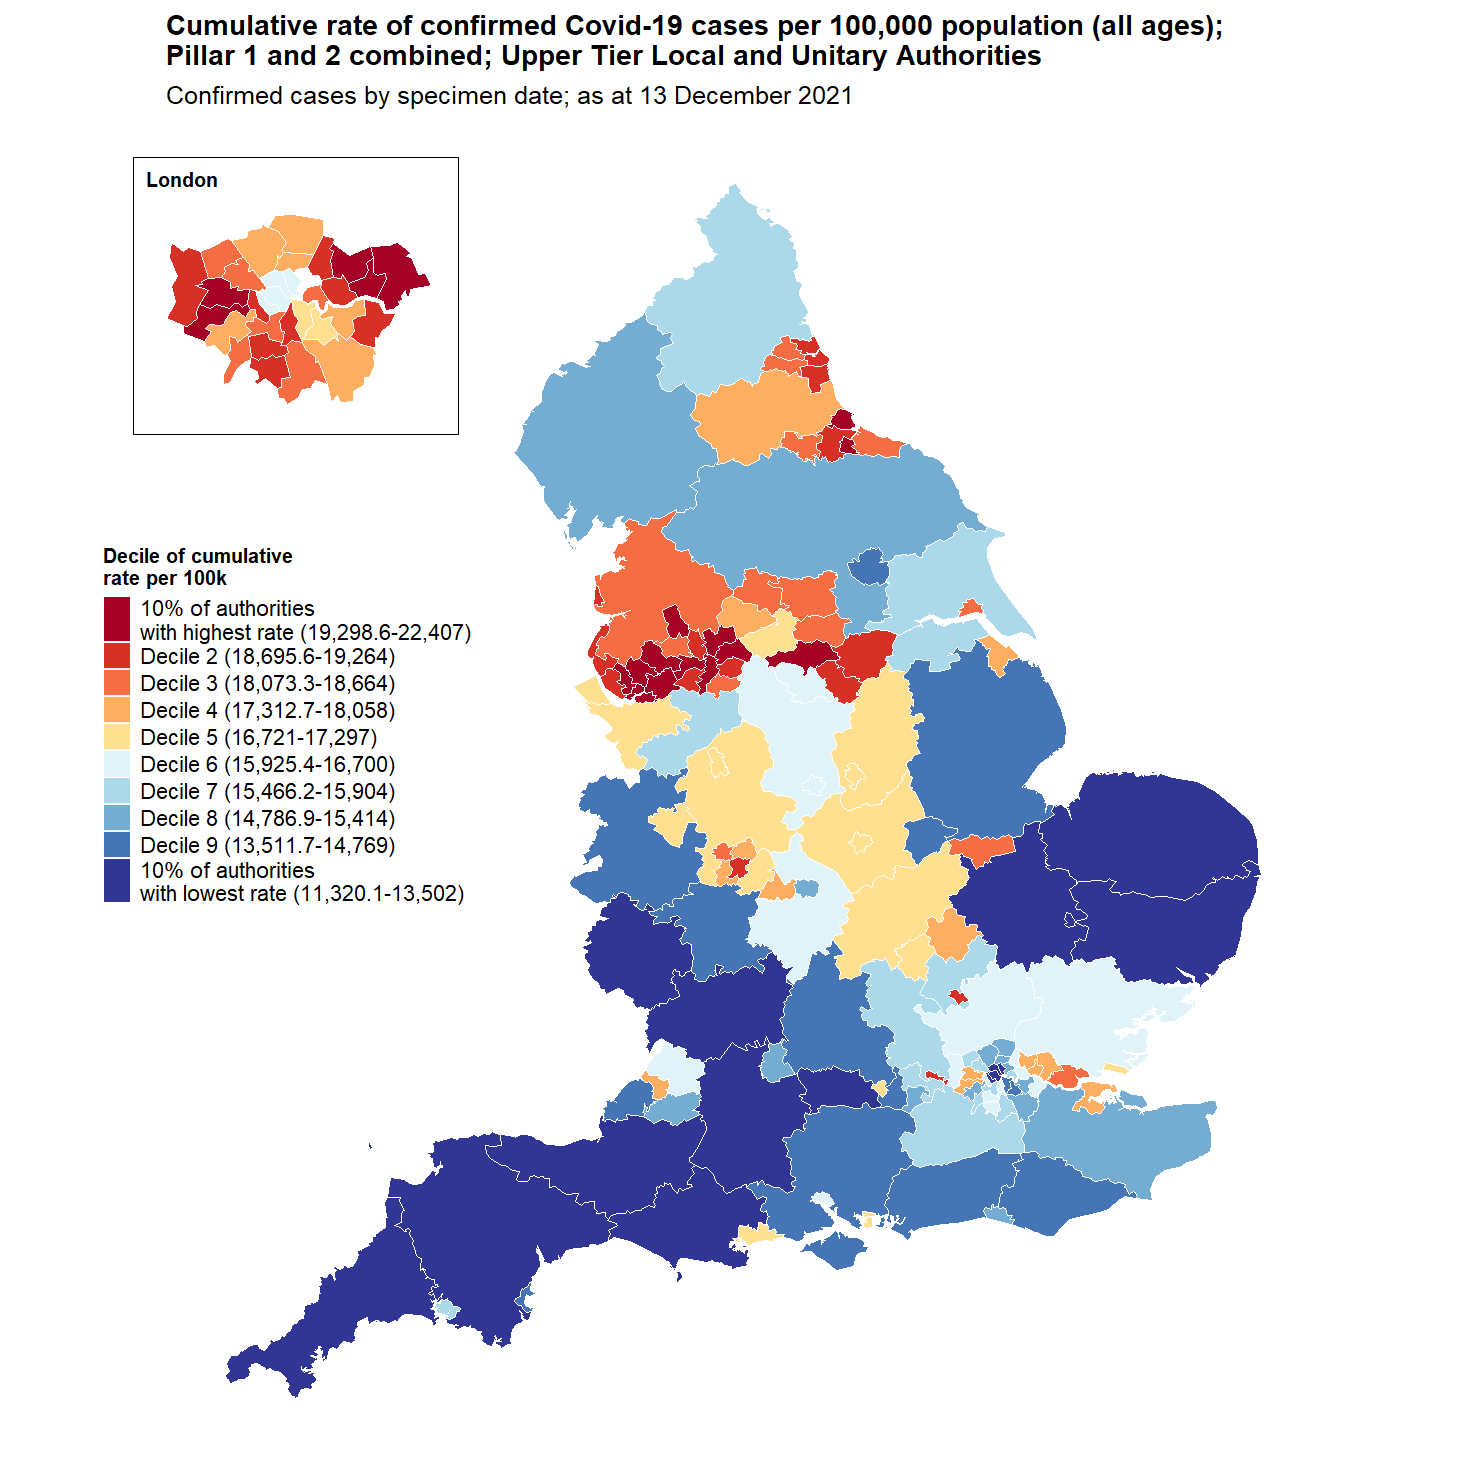 Cumulative rate of confirmed Covid-19 cases per 100,000 population (all ages);
Pillar 1 and 2 combined; Upper Tier Local and Unitary Authorities
Confirmed cases by specimen date; as at 13 December 2021
London
Decile of cumulative
rate per 100k
10% of authorities
with highest rate (19,298.6-22,407)
Decile 2 (18,695.6-19,264)
Decile 3 (18,073.3-18,664)
Decile 4 (17,312.7-18,058)
Decile 5 (16,721-17,297)
Decile 6 (15,925.4-16,700)
Decile 7 (15,466.2-15,904)
Decile 8 (14,786.9-15,414)
Decile 9 (13,511.7-14,769)
10% of authorities
with lowest rate (11,320.1-13,502)